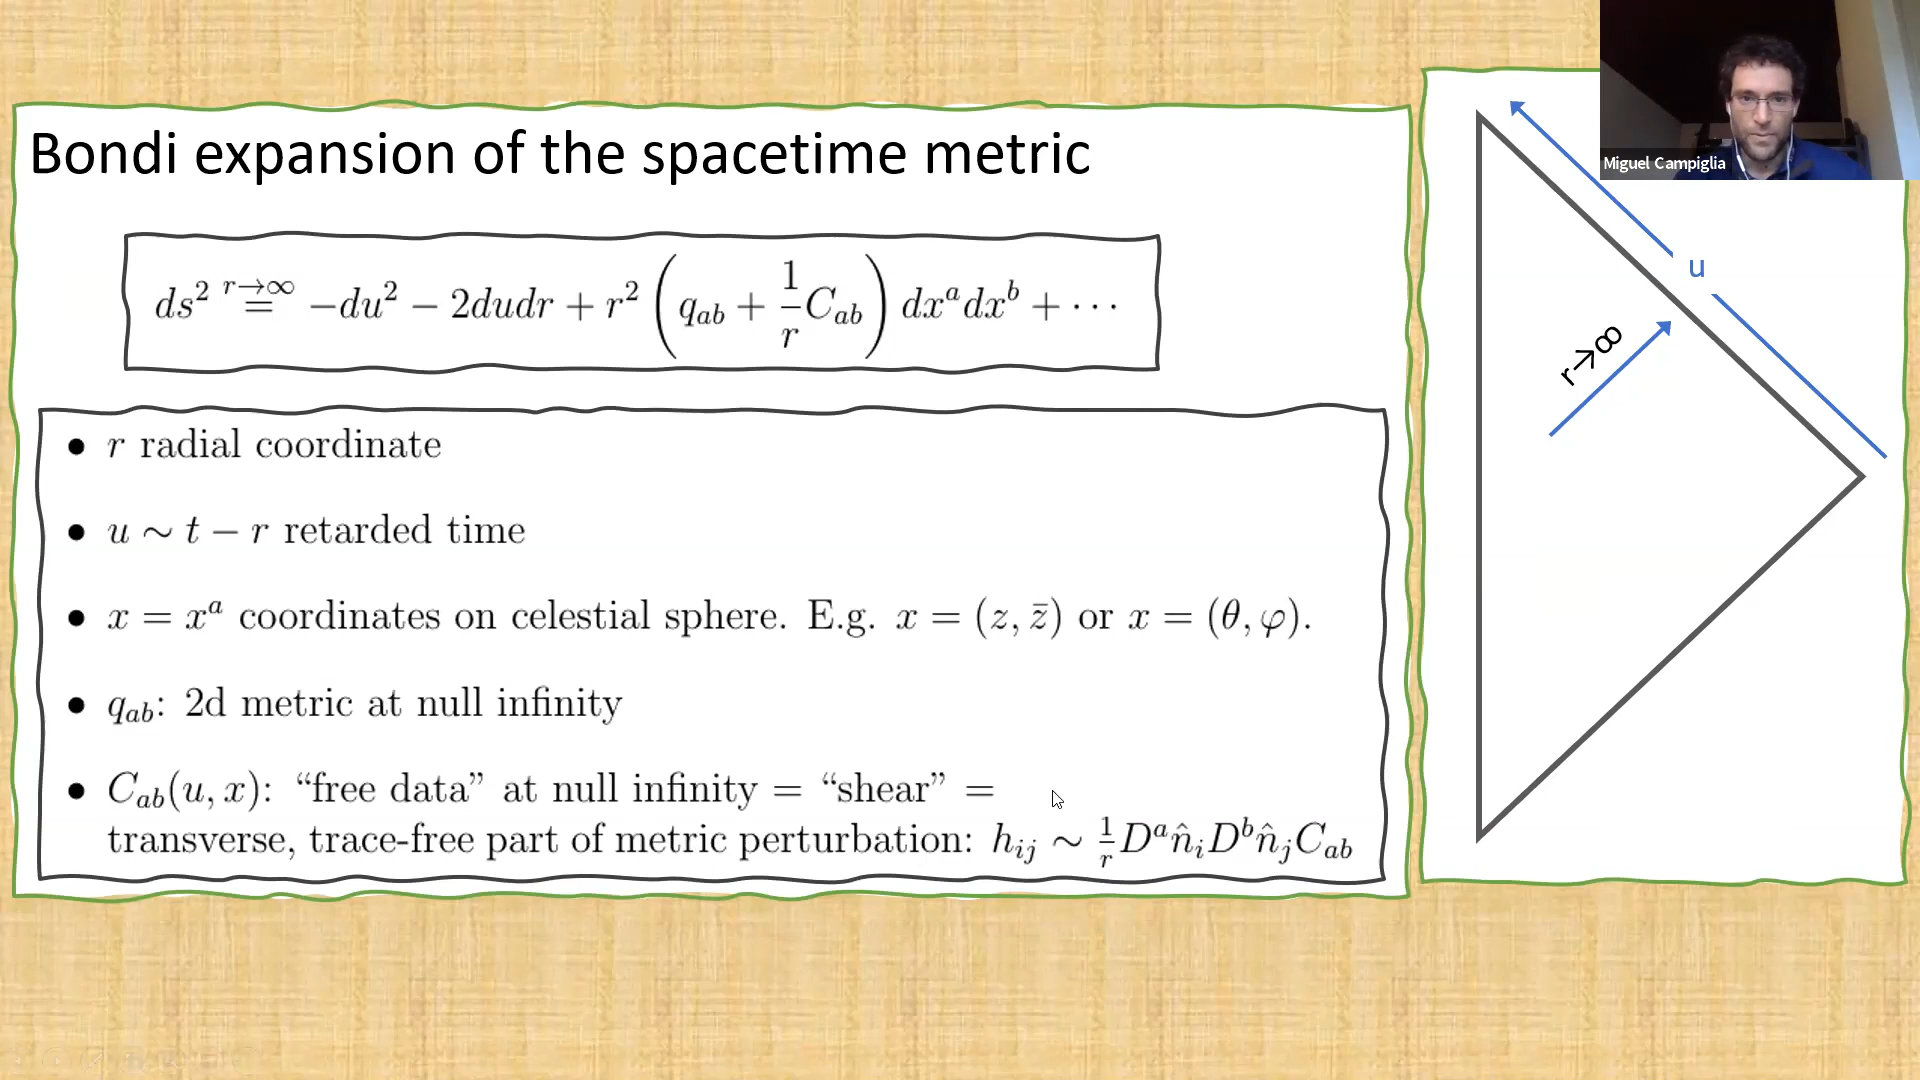 Bondi expansion of the spacetime metric
ds² r→∞ = −du² − 2dudr + r² (q_ab + 1/r C_ab) dx^a dx^b + ⋯
• r radial coordinate
• u ∼ t − r retarded time
• x = x^a coordinates on celestial sphere. E.g. x = (z, z̄) or x = (θ, φ).
• q_ab: 2d metric at null infinity
• C_ab(u, x): “free data” at null infinity = “shear” =
transverse, trace-free part of metric perturbation: h_ij ∼ 1/r D^a n̂_i D^b n̂_j C_ab
Miguel Campiglia
u
r→∞